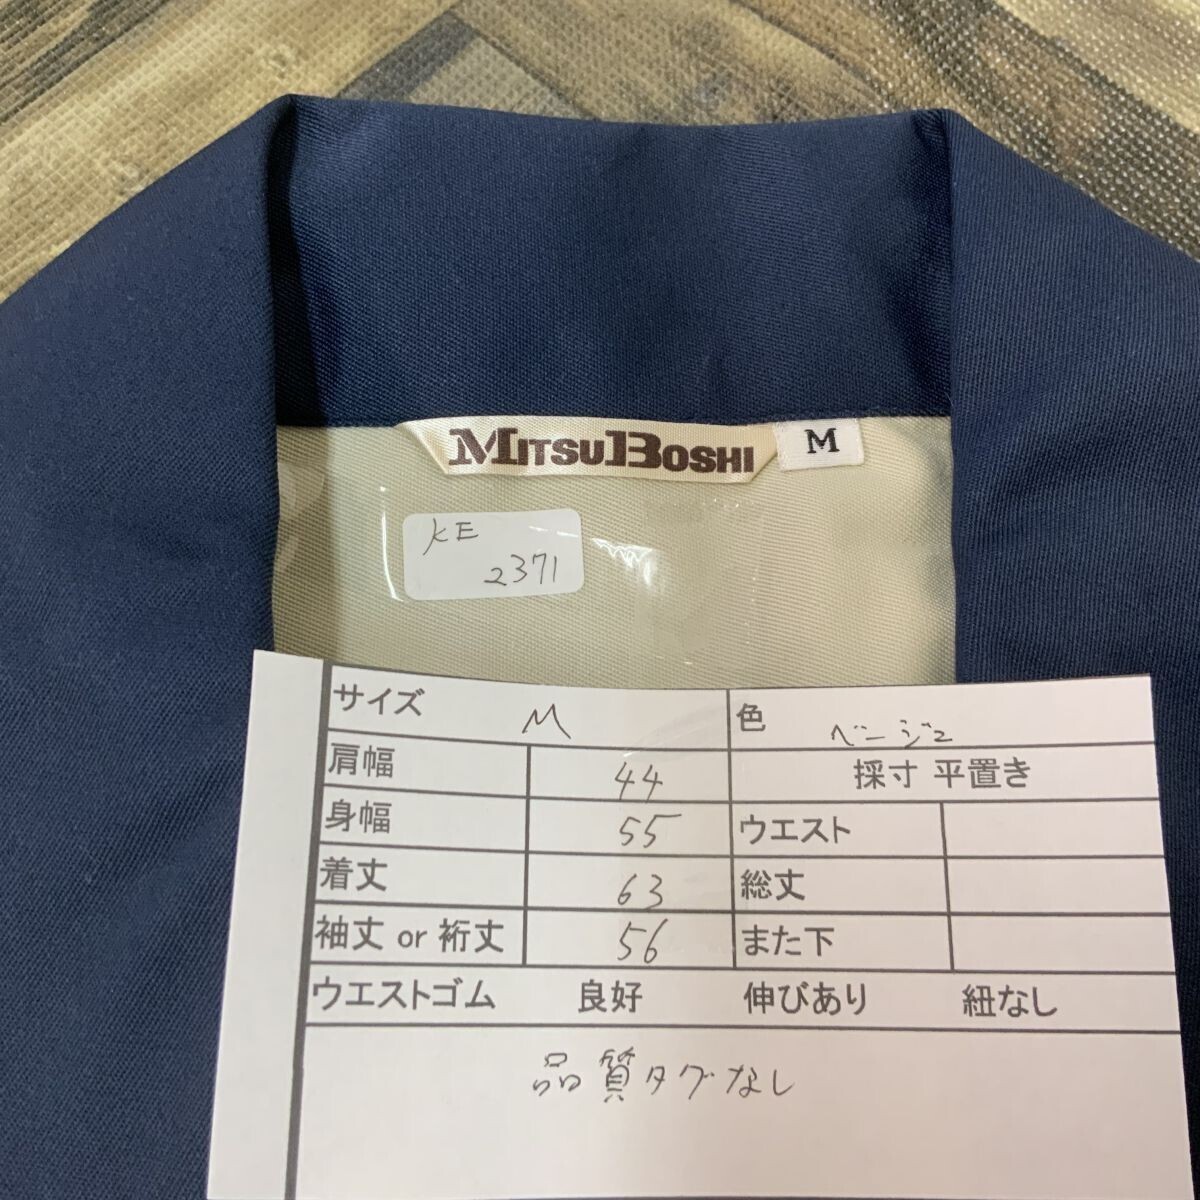 MITSUBOSHI M
KE
2371
サイズ M 色 ベージュ
肩幅 44 採寸 平置き
身幅 55 ウエスト
着丈 63 総丈
袖丈 or 裄丈 56 また下
ウエストゴム 良好 伸びあり 紐なし
品質タグなし